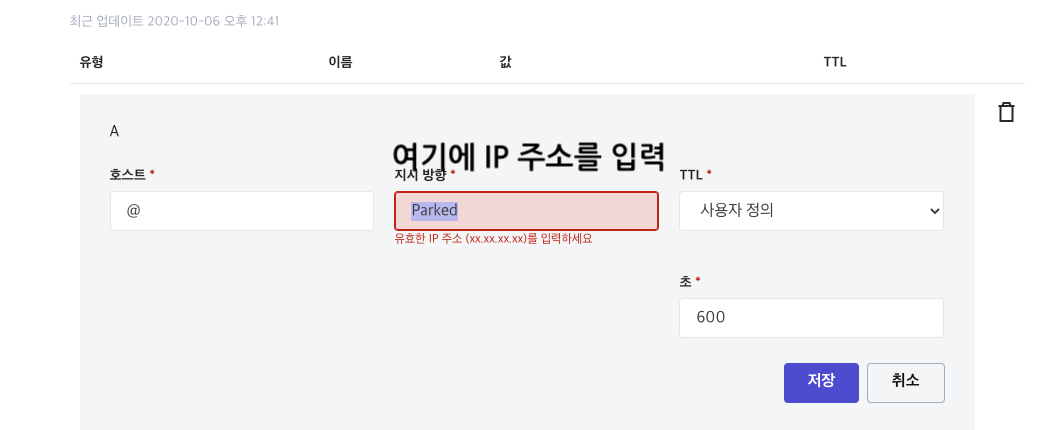 최근 업데이트 2020-10-06 오후 12:41
유형 이름 값 TTL
A
여기에 IP 주소를 입력
호스트 * 지시 방향 * TTL *
@ Parked 사용자 정의
유효한 IP 주소 (xx.xx.xx.xx)를 입력하세요
초 *
600
저장 취소